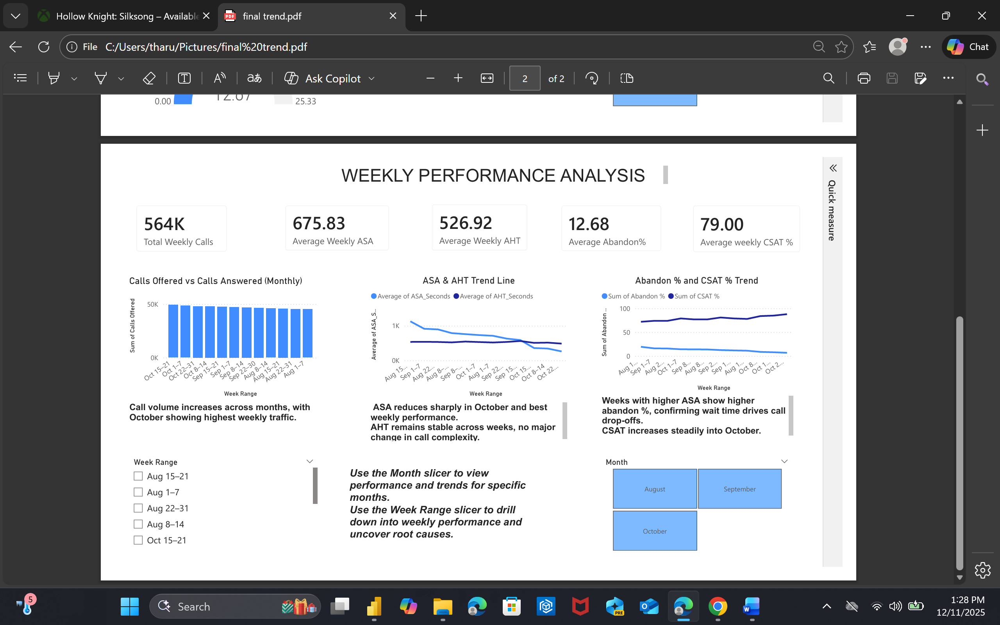 Hollow Knight: Silksong – Available
final trend.pdf
File C:/Users/tharu/Pictures/final%20trend.pdf
Chat
Ask Copilot
2 of 2
0.00 12.67 25.33
WEEKLY PERFORMANCE ANALYSIS
Quick measure
564K
Total Weekly Calls
675.83
Average Weekly ASA
526.92
Average Weekly AHT
12.68
Average Abandon%
79.00
Average weekly CSAT %
Calls Offered vs Calls Answered (Monthly)
Sum of Calls Offered
50K
0K
Oct 15–21
Oct 1–7
Oct 22–31
Oct 8–14
Sep 15–21
Sep 1–7
Sep 8–14
Sep 22–30
Aug 8–14
Aug 15–21
Aug 22–31
Aug 1–7
Week Range
Call volume increases across months, with
October showing highest weekly traffic.
ASA & AHT Trend Line
Average of ASA_Seconds Average of AHT_Seconds
Average of ASA_S...
1K
0K
Aug 15...
Sep 1–7
Aug 22...
Aug 8–...
Sep 8–...
Oct 1–7
Aug 1–7
Sep 22...
Sep 15...
Oct 15...
Oct 8–14
Oct 22...
Week Range
ASA reduces sharply in October and best
weekly performance.
AHT remains stable across weeks, no major
change in call complexity.
Abandon % and CSAT % Trend
Sum of Abandon % Sum of CSAT %
Sum of Abandon ...
100
50
0
Aug 1...
Sep 1–7
Aug 2...
Oct 1–7
Sep 8...
Aug 8...
Sep 2...
Sep 1...
Aug 1...
Oct 8...
Oct 1...
Oct 2...
Week Range
Weeks with higher ASA show higher
abandon %, confirming wait time drives call
drop-offs.
CSAT increases steadily into October.
Week Range
Aug 15–21
Aug 1–7
Aug 22–31
Aug 8–14
Oct 15–21
Use the Month slicer to view
performance and trends for specific
months.
Use the Week Range slicer to drill
down into weekly performance and
uncover root causes.
Month
August
September
October
5
Search
PRE
1:28 PM
12/11/2025